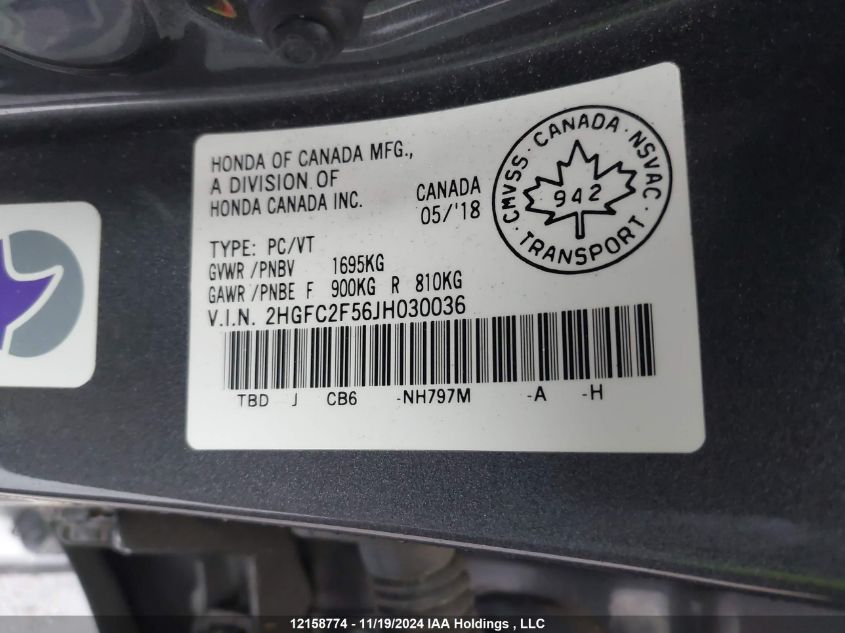 HONDA OF CANADA MFG.,
A DIVISION OF
HONDA CANADA INC.
CANADA
05/'18
CMVSS · CANADA · NSVAC · TRANSPORT ·
942
TYPE: PC/VT
GVWR /PNBV 1695KG
GAWR /PNBE F 900KG R 810KG
V.I.N. 2HGFC2F56JH030036
TBD J CB6 -NH797M -A -H
12158774 - 11/19/2024 IAA Holdings , LLC